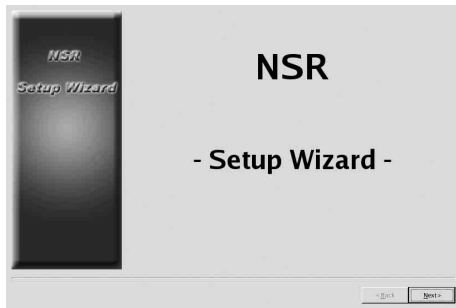 NSR
Setup Wizard
NSR
- Setup Wizard -
< Back
Next >